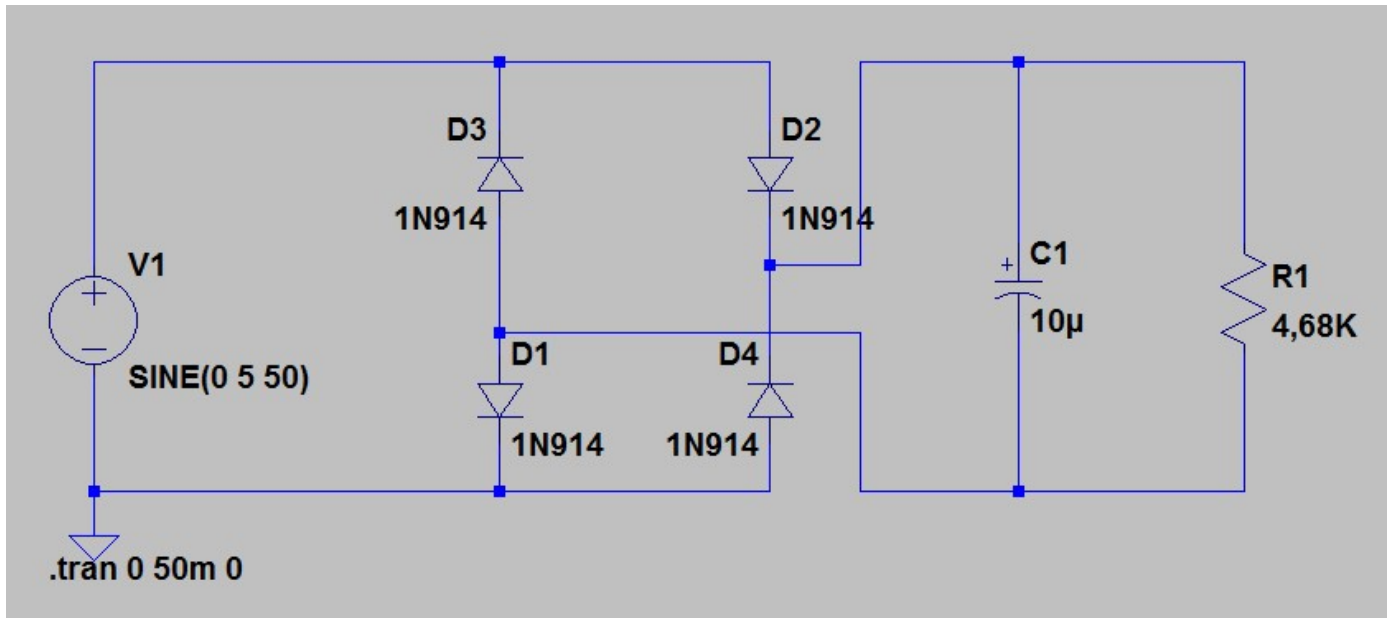 D3
D2
1N914
1N914
V1
+
C1
R1
10µ
4,68K
D1
D4
SINE(0 5 50)
1N914
1N914
.tran 0 50m 0